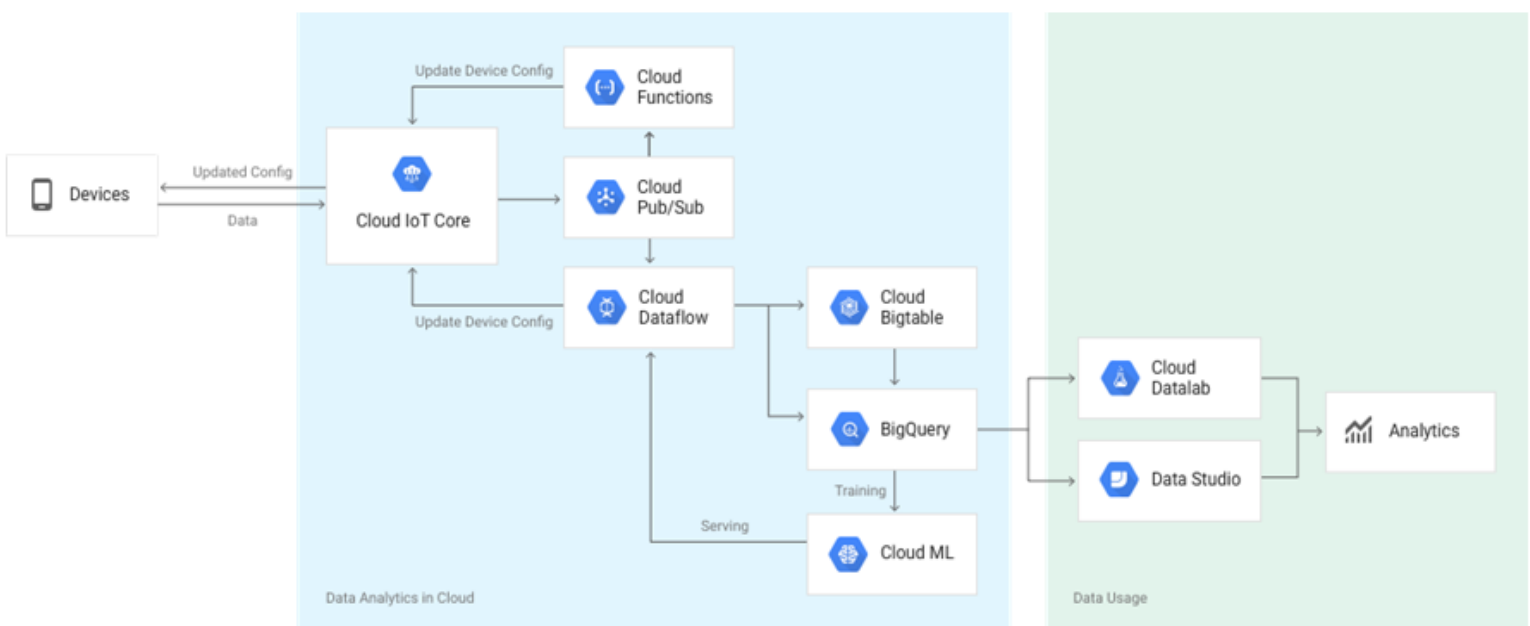 Update Device Config
Cloud
Functions
Devices
Updated Config
Data
Cloud IoT Core
Cloud
Pub/Sub
Update Device Config
Cloud
Dataflow
Cloud
Bigtable
BigQuery
Training
Serving
Cloud ML
Data Analytics in Cloud
Cloud
Datalab
Data Studio
Analytics
Data Usage